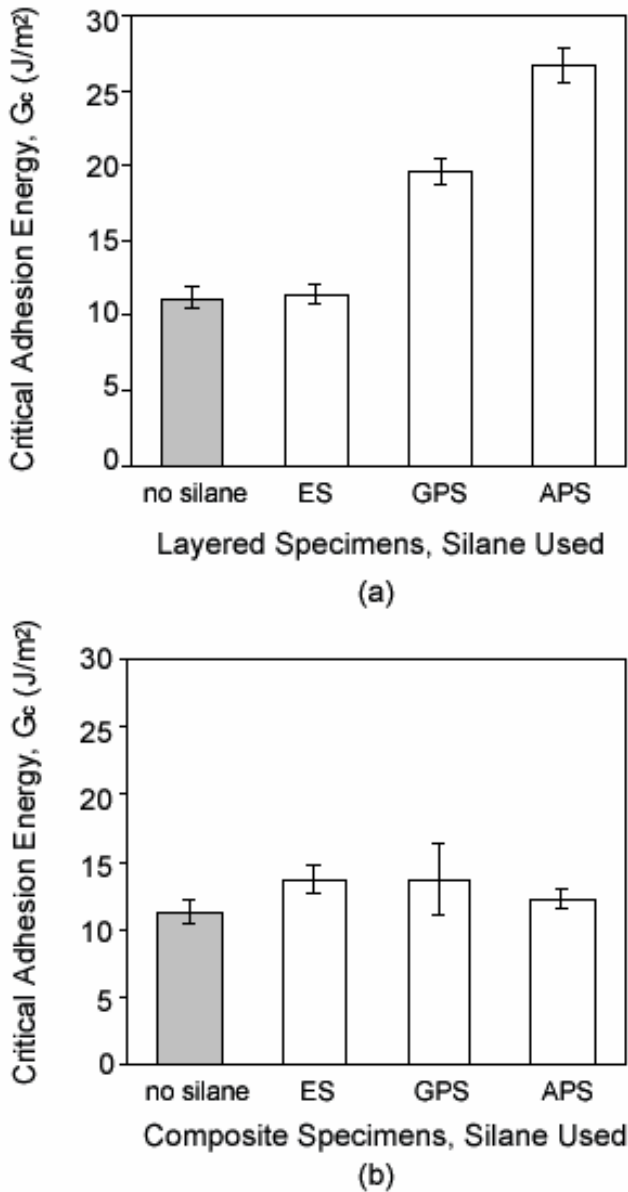 Critical Adhesion Energy, Gc (J/m²)
30
25
20
15
10
5
0
no silane ES GPS APS
Layered Specimens, Silane Used
(a)
Critical Adhesion Energy, Gc (J/m²)
30
25
20
15
10
5
0
no silane ES GPS APS
Composite Specimens, Silane Used
(b)